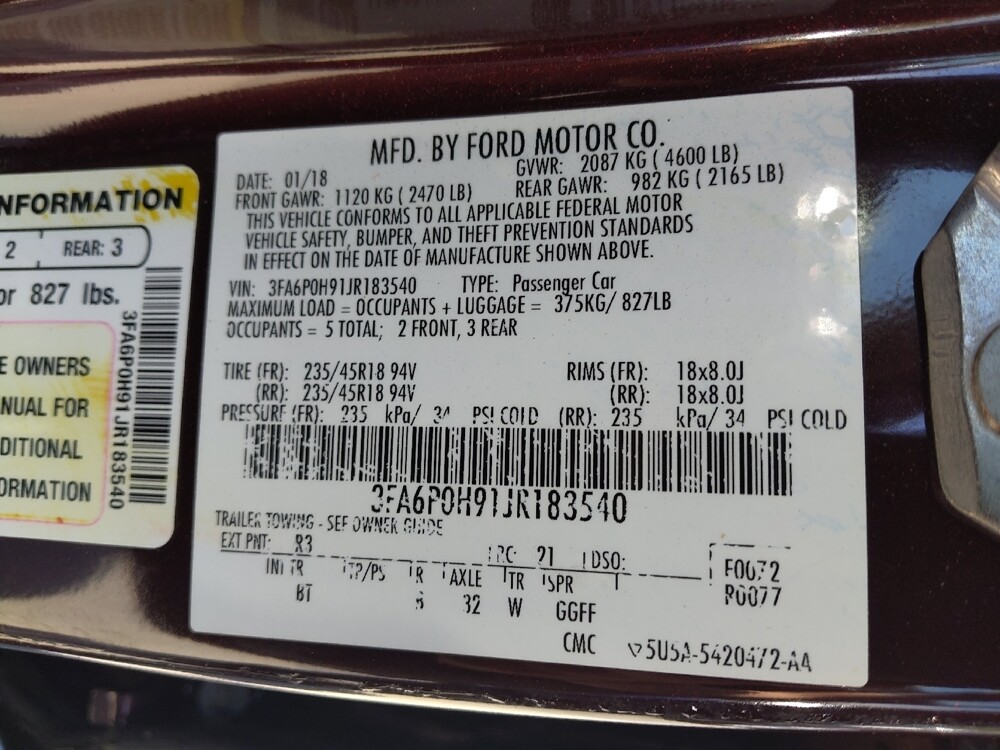 NFORMATION
2 REAR: 3
or 827 lbs.
E OWNERS
NUAL FOR
DITIONAL
ORMATION
3FA6P0H91JR183540
MFD. BY FORD MOTOR CO.
DATE: 01/18 GVWR: 2087 KG ( 4600 LB)
FRONT GAWR: 1120 KG ( 2470 LB) REAR GAWR: 982 KG ( 2165 LB)
THIS VEHICLE CONFORMS TO ALL APPLICABLE FEDERAL MOTOR
VEHICLE SAFETY, BUMPER, AND THEFT PREVENTION STANDARDS
IN EFFECT ON THE DATE OF MANUFACTURE SHOWN ABOVE.
VIN: 3FA6P0H91JR183540 TYPE: Passenger Car
MAXIMUM LOAD = OCCUPANTS + LUGGAGE = 375KG/ 827LB
OCCUPANTS = 5 TOTAL; 2 FRONT, 3 REAR
TIRE (FR): 235/45R18 94V RIMS (FR): 18x8.0J
(RR): 235/45R18 94V (RR): 18x8.0J
PRESSURE (FR): 235 kPa/ 34 PSI COLD (RR): 235 kPa/ 34 PSI COLD
3FA6P0H91JR183540
TRAILER TOWING - SEE OWNER GUIDE
EXT PNT: R3 RC: 21 DSO: F0072
INT TR TP/PS R AXLE TR SPR R0077
BT 32 W GGFF
CMC 5U5A-5420472-AA